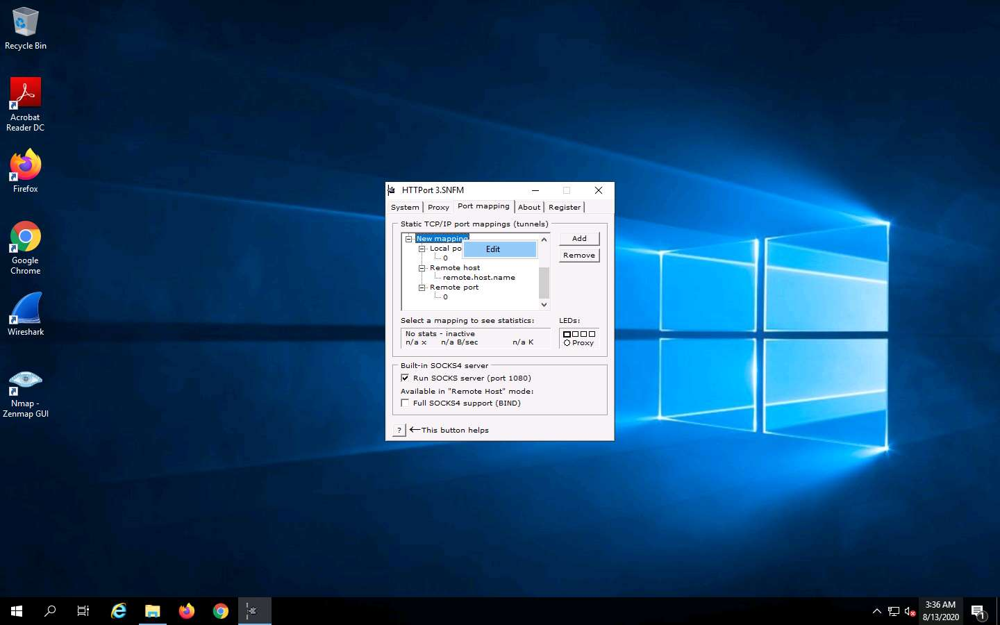 Recycle Bin
Acrobat
Reader DC
Firefox
Google
Chrome
Wireshark
Nmap -
Zenmap GUI
HTTPort 3.SNFM
System
Proxy
Port mapping
About
Register
Static TCP/IP port mappings (tunnels)
New mapping
Edit
Local po
0
Remote host
remote.host.name
Remote port
0
Add
Remove
Select a mapping to see statistics:
No stats - inactive
n/a x n/a B/sec n/a K
LEDs:
Proxy
Built-in SOCKS4 server
Run SOCKS server (port 1080)
Available in "Remote Host" mode:
Full SOCKS4 support (BIND)
? This button helps
3:36 AM
8/13/2020
1